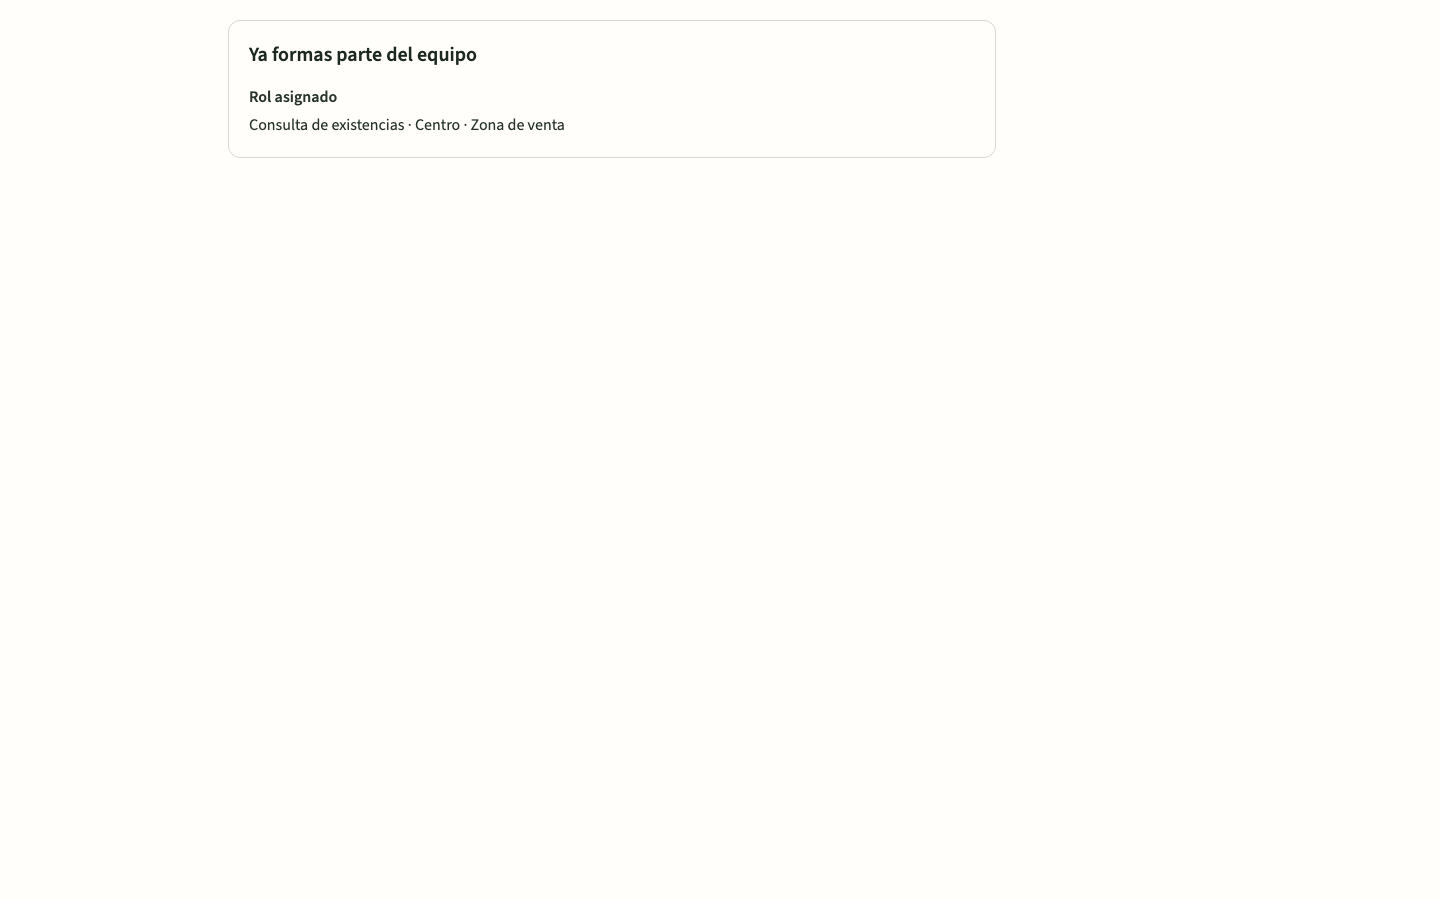 Ya formas parte del equipo
Rol asignado
Consulta de existencias · Centro · Zona de venta